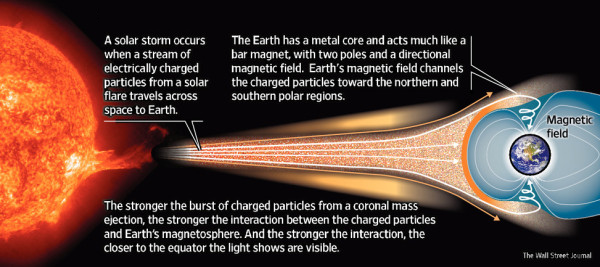 A solar storm occurs
when a stream of
electrically charged
particles from a solar
flare travels across
space to Earth.
The Earth has a metal core and acts much like a
bar magnet, with two poles and a directional
magnetic field.  Earth's magnetic field channels
the charged particles toward the northern and
southern polar regions.
Magnetic
field
The stronger the burst of charged particles from a coronal mass
ejection, the stronger the interaction between the charged particles
and Earth's magnetosphere. And the stronger the interaction, the
closer to the equator the light shows are visible.
The Wall Street Journal